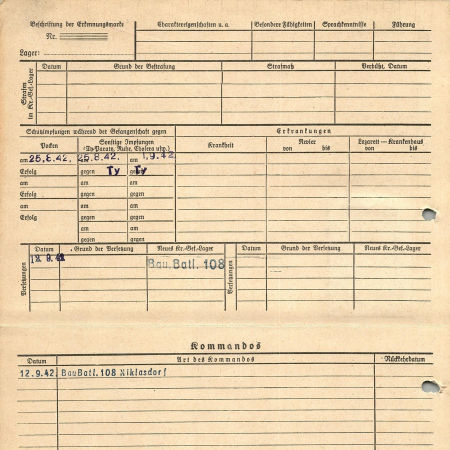 Beschriftung der Erkennungsmarke
Nr.
Lager:
Charaktereigenschaften u. a.
Besondere Fähigkeiten
Sprachkenntnisse
Führung
Strafen im Kr.-Gef.-Lager
Datum
Grund der Bestrafung
Strafmaß
Verbüßt, Datum
Schutzimpfungen während der Gefangenschaft gegen
Erkrankungen
Pocken
Sonstige Impfungen
(Ty-Paraty, Ruhr, Cholera usw.)
Krankheit
Revier
von bis
Lazarett – Krankenhaus
von bis
am 25.8.42. 25.8.42. am 1.9.42
Erfolg gegen Ty gegen Ty
am am am
Erfolg gegen gegen
am am am
Erfolg gegen gegen
am am
gegen gegen
Versetzungen
Datum Grund der Versetzung Neues Kr.-Gef.-Lager
12.9.42 Bau.Batl. 108
Versetzungen
Datum Grund der Versetzung Neues Kr.-Gef.-Lager
Kommandos
Datum Art des Kommandos Rückkehrdatum
12.9.42. BauBatl.108 Niklasdorf